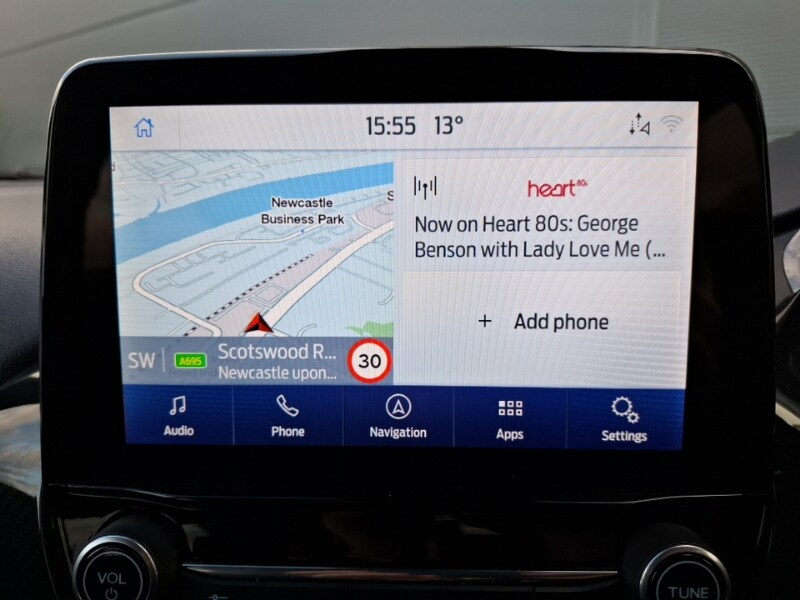 15:55 13°
Newcastle
Business Park
S
SW
A695
Scotswood R...
Newcastle upon...
30
heart 80s
Now on Heart 80s: George
Benson with Lady Love Me (...
+ Add phone
Audio
Phone
Navigation
Apps
Settings
VOL
TUNE